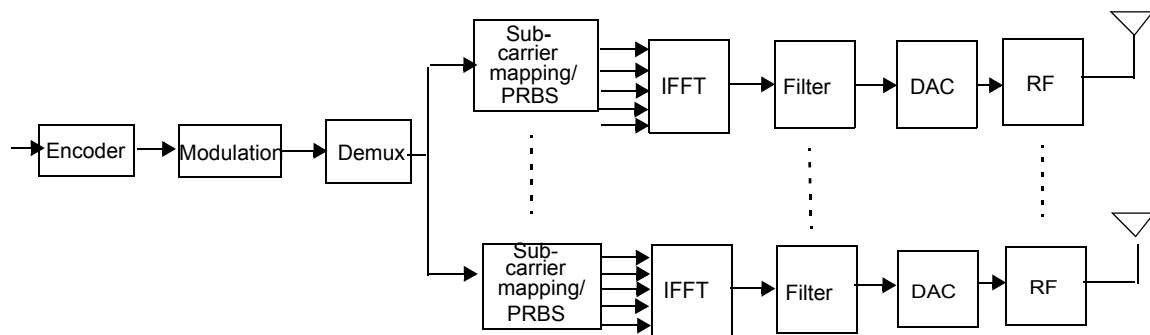 Sub-
carrier
mapping/
PRBS
IFFT
Filter
DAC
RF
Encoder
Modulation
Demux
Sub-
carrier
mapping/
PRBS
IFFT
Filter
DAC
RF